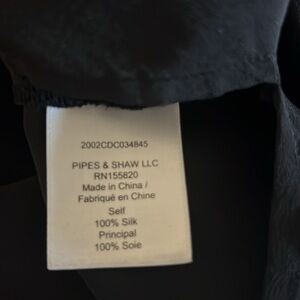 2002CDC034845
PIPES & SHAW LLC
RN155820
Made in China /
Fabriqué en Chine
Self
100% Silk
Principal
100% Soie